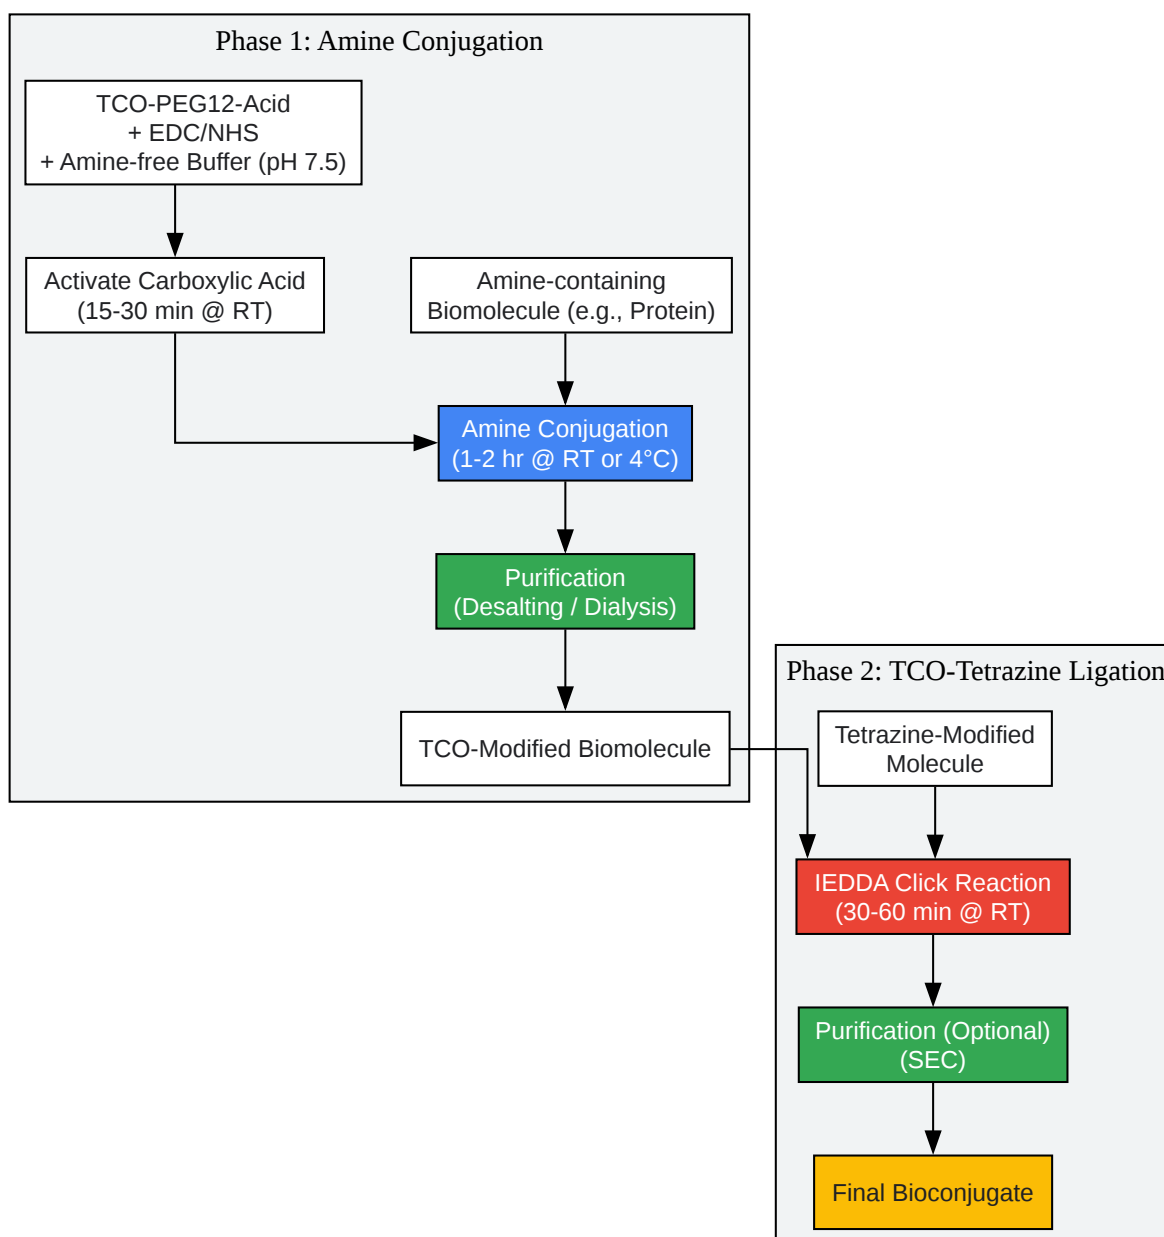 Phase 1: Amine Conjugation
TCO-PEG12-Acid
+ EDC/NHS
+ Amine-free Buffer (pH 7.5)
Activate Carboxylic Acid
(15-30 min @ RT)
Amine-containing
Biomolecule (e.g., Protein)
Amine Conjugation
(1-2 hr @ RT or 4°C)
Purification
(Desalting / Dialysis)
TCO-Modified Biomolecule
Phase 2: TCO-Tetrazine Ligation
Tetrazine-Modified
Molecule
IEDDA Click Reaction
(30-60 min @ RT)
Purification (Optional)
(SEC)
Final Bioconjugate